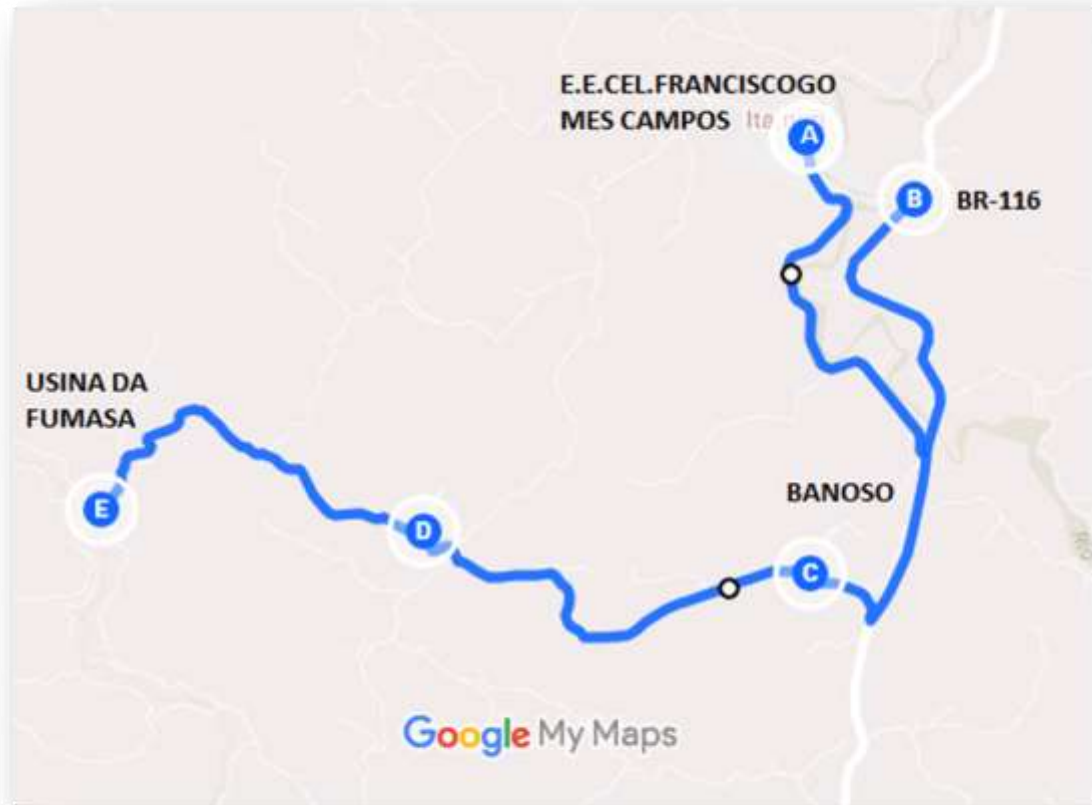 E.E.CEL.FRANCISCOGO
MES CAMPOS
A
B
BR-116
USINA DA
FUMASA
BANOSO
E
D
C
Google My Maps